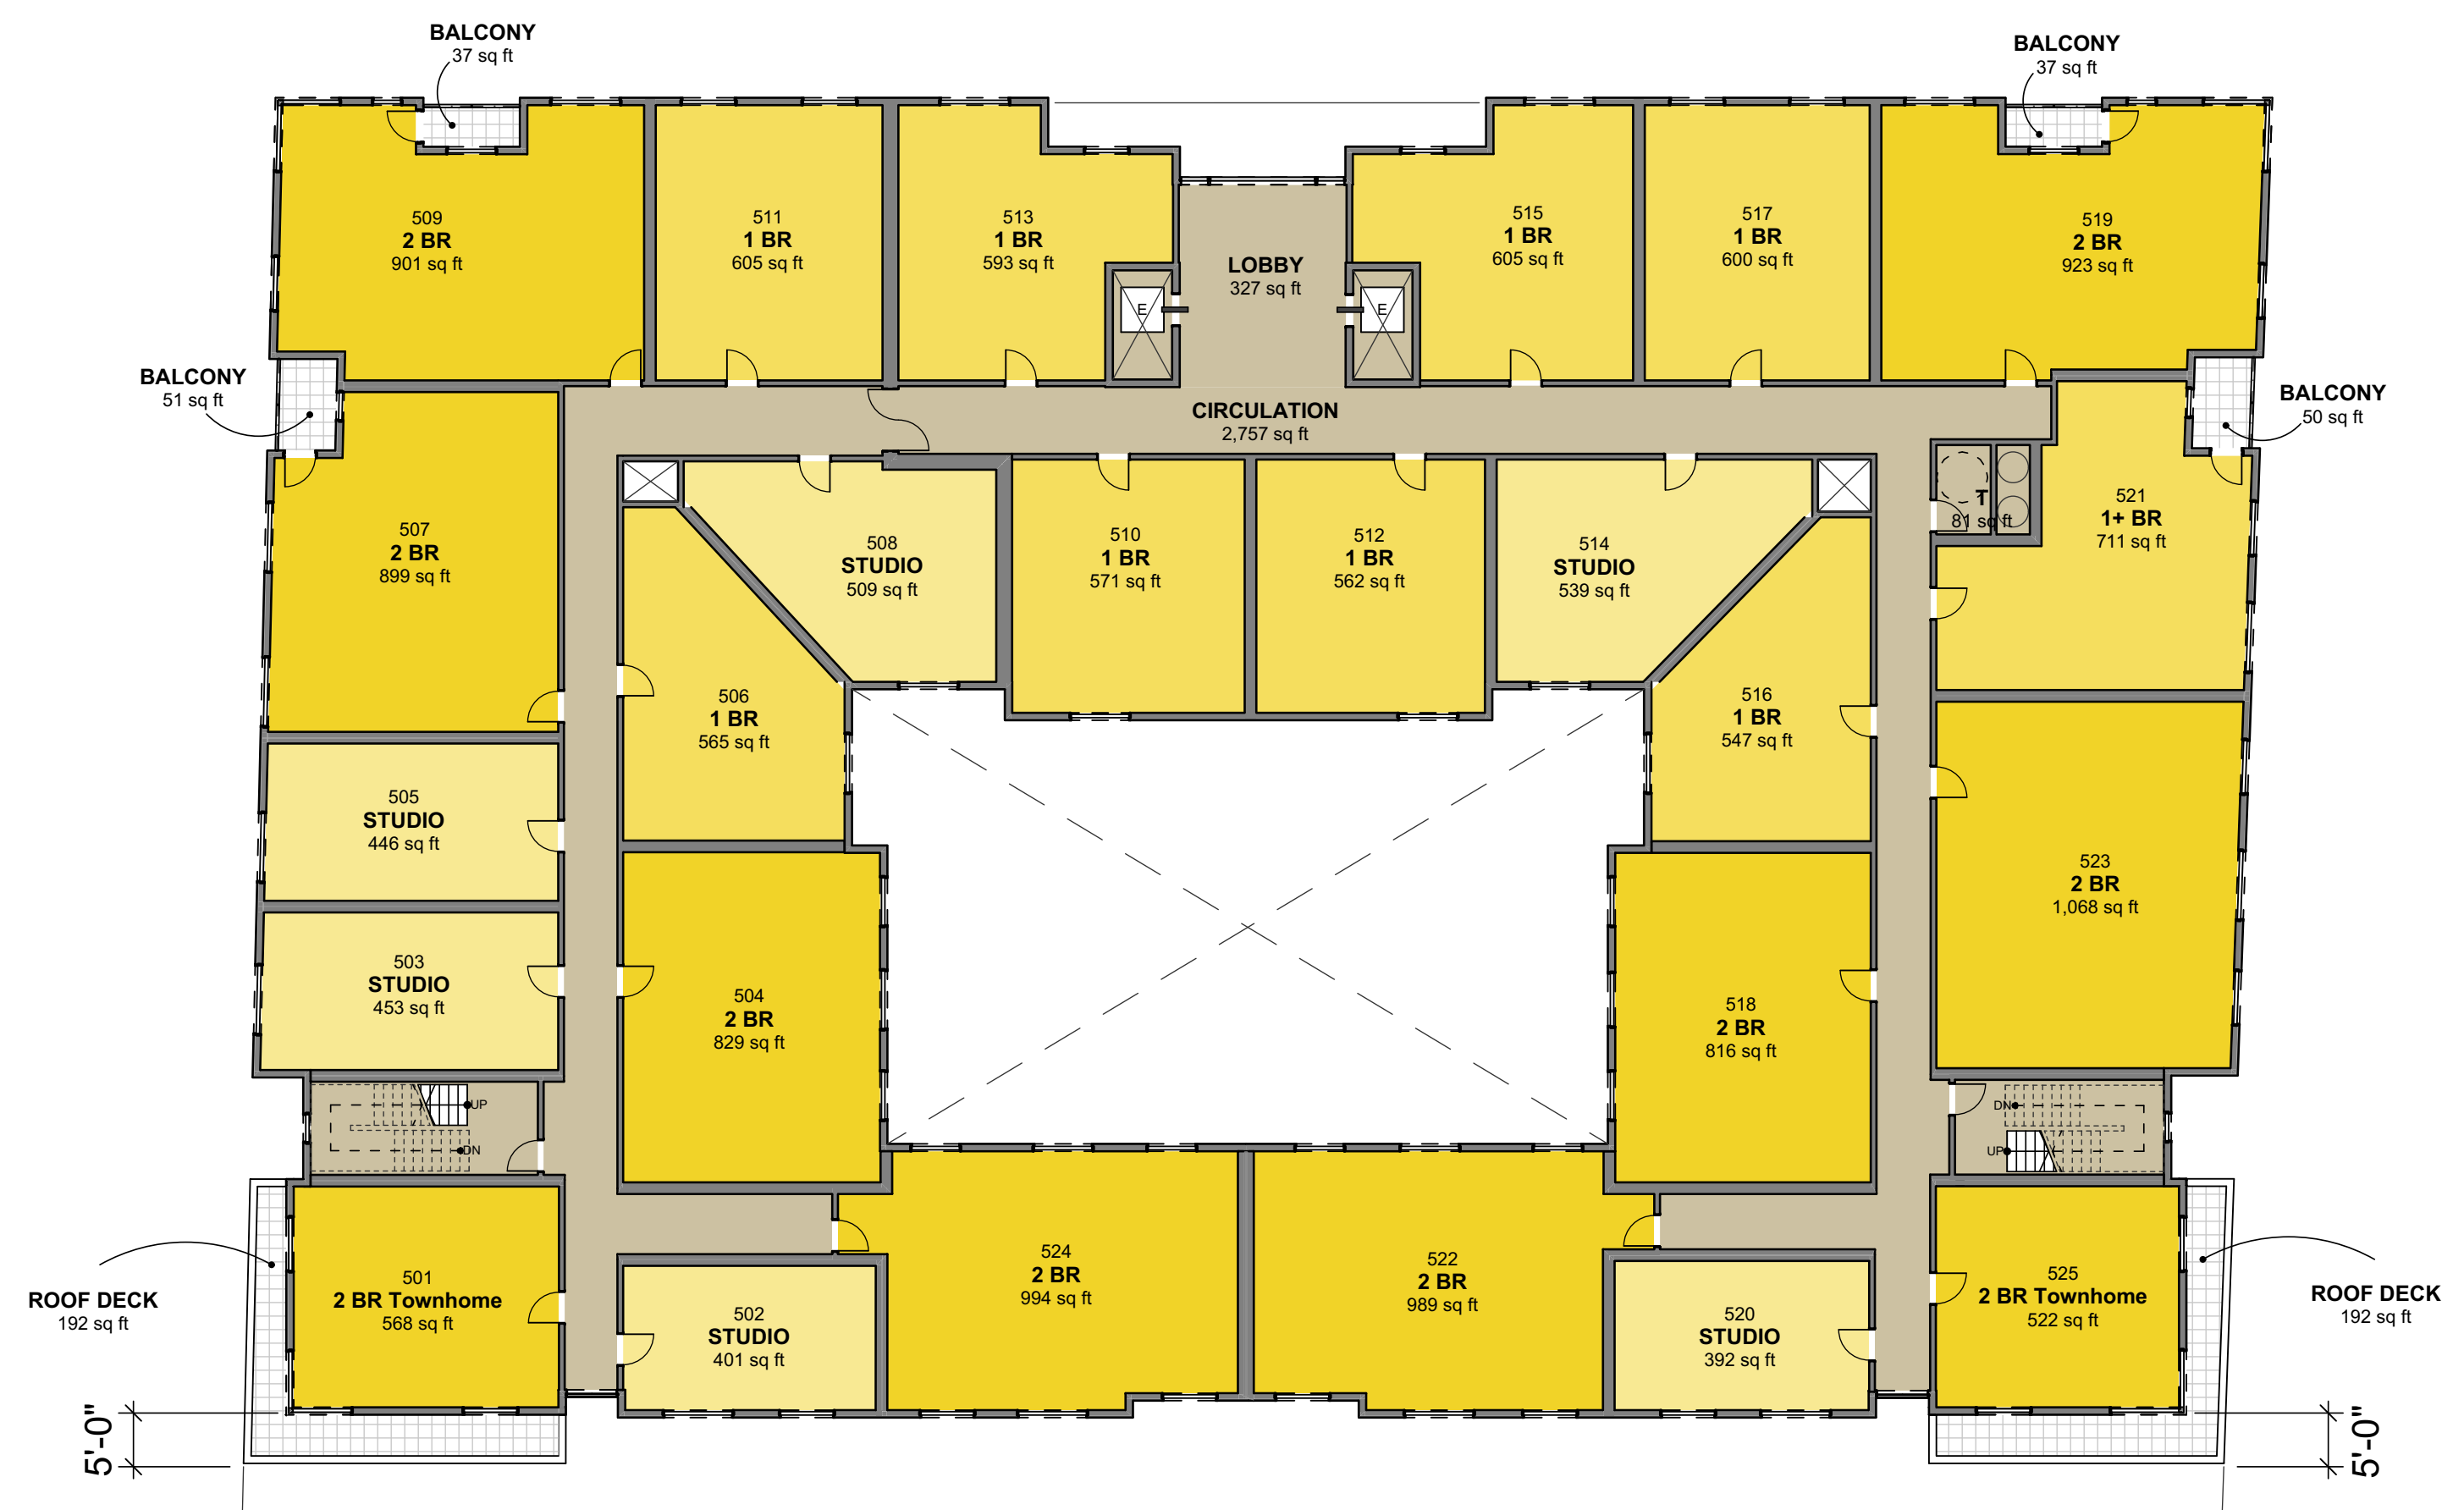 BALCONY
37 sq ft
BALCONY
37 sq ft
509
2 BR
901 sq ft
511
1 BR
605 sq ft
513
1 BR
593 sq ft
LOBBY
327 sq ft
E
E
515
1 BR
605 sq ft
517
1 BR
600 sq ft
519
2 BR
923 sq ft
BALCONY
51 sq ft
CIRCULATION
2,757 sq ft
BALCONY
50 sq ft
507
2 BR
899 sq ft
508
STUDIO
509 sq ft
510
1 BR
571 sq ft
512
1 BR
562 sq ft
514
STUDIO
539 sq ft
T
81 sq ft
521
1+ BR
711 sq ft
506
1 BR
565 sq ft
516
1 BR
547 sq ft
505
STUDIO
446 sq ft
523
2 BR
1,068 sq ft
503
STUDIO
453 sq ft
504
2 BR
829 sq ft
518
2 BR
816 sq ft
UP
DN
DN
UP
501
2 BR Townhome
568 sq ft
524
2 BR
994 sq ft
522
2 BR
989 sq ft
525
2 BR Townhome
522 sq ft
ROOF DECK
192 sq ft
502
STUDIO
401 sq ft
520
STUDIO
392 sq ft
ROOF DECK
192 sq ft
5'-0"
5'-0"